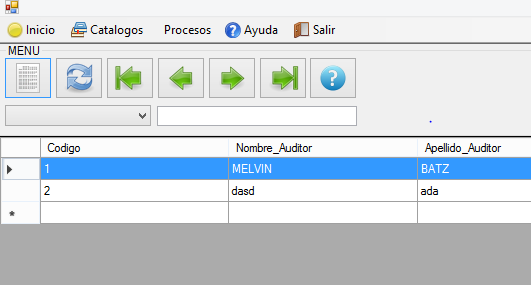 Inicio Catalogos Procesos Ayuda Salir
MENU
Codigo Nombre_Auditor Apellido_Auditor
1 MELVIN BATZ
2 dasd ada